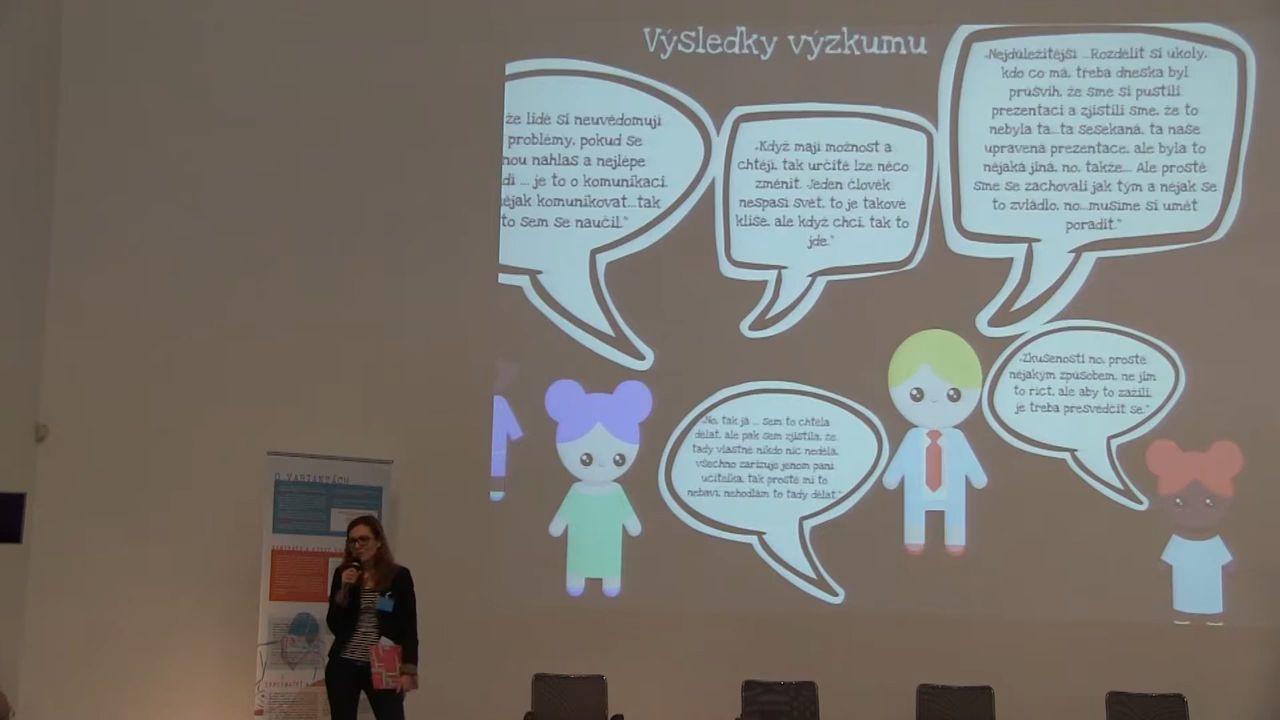 Výsledky výzkumu
že lidé si neuvědomují
problémy, pokud se
nou nahlas a nejlépe
dí ... je to o komunikaci,
ějak komunikovat...tak
to sem se naučil."
„Když mají možnost a
chtějí, tak určitě lze něco
změnit. Jeden člověk
nespasí svět, to je takové
klišé, ale když chci, tak to
jde."
„Nejdůležitější ...Rozdělit si úkoly,
kdo co má, třeba dneska byl
průšvih, že sme si pustili
prezentaci a zjistili sme, že to
nebyla ta...ta sesekaná, ta naše
upravená prezentace, ale byla to
nějaká jiná, no, takže... Ale prostě
sme se zachovali jak tým a nějak se
to zvládlo, no...musíme si umět
poradit."
„No, tak já ... sem to chtěla
dělat, ale pak sem zjistila, že
tady vlastně nikdo nic nedělá,
všechno zařizuje jenom paní
učitelka, tak prostě mi to
nebaví, nehodlám to tady dělat."
„Zkušenosti no, prostě
nějakým způsobem, ne jim
to říct, ale aby to zažili,
je třeba přesvědčit se."